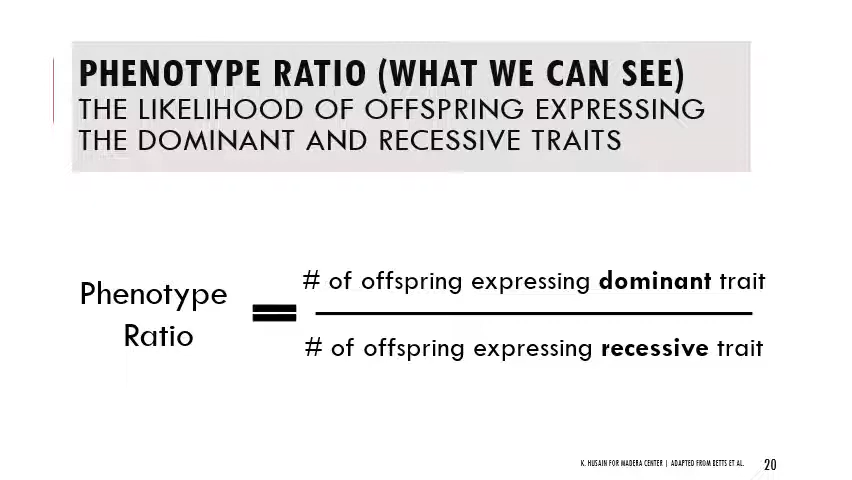 PHENOTYPE RATIO (WHAT WE CAN SEE)
THE LIKELIHOOD OF OFFSPRING EXPRESSING
THE DOMINANT AND RECESSIVE TRAITS
Phenotype
Ratio
=
# of offspring expressing dominant trait
# of offspring expressing recessive trait
K. HUSAIN FOR MADERA CENTER | ADAPTED FROM BETTS ET AL.
20